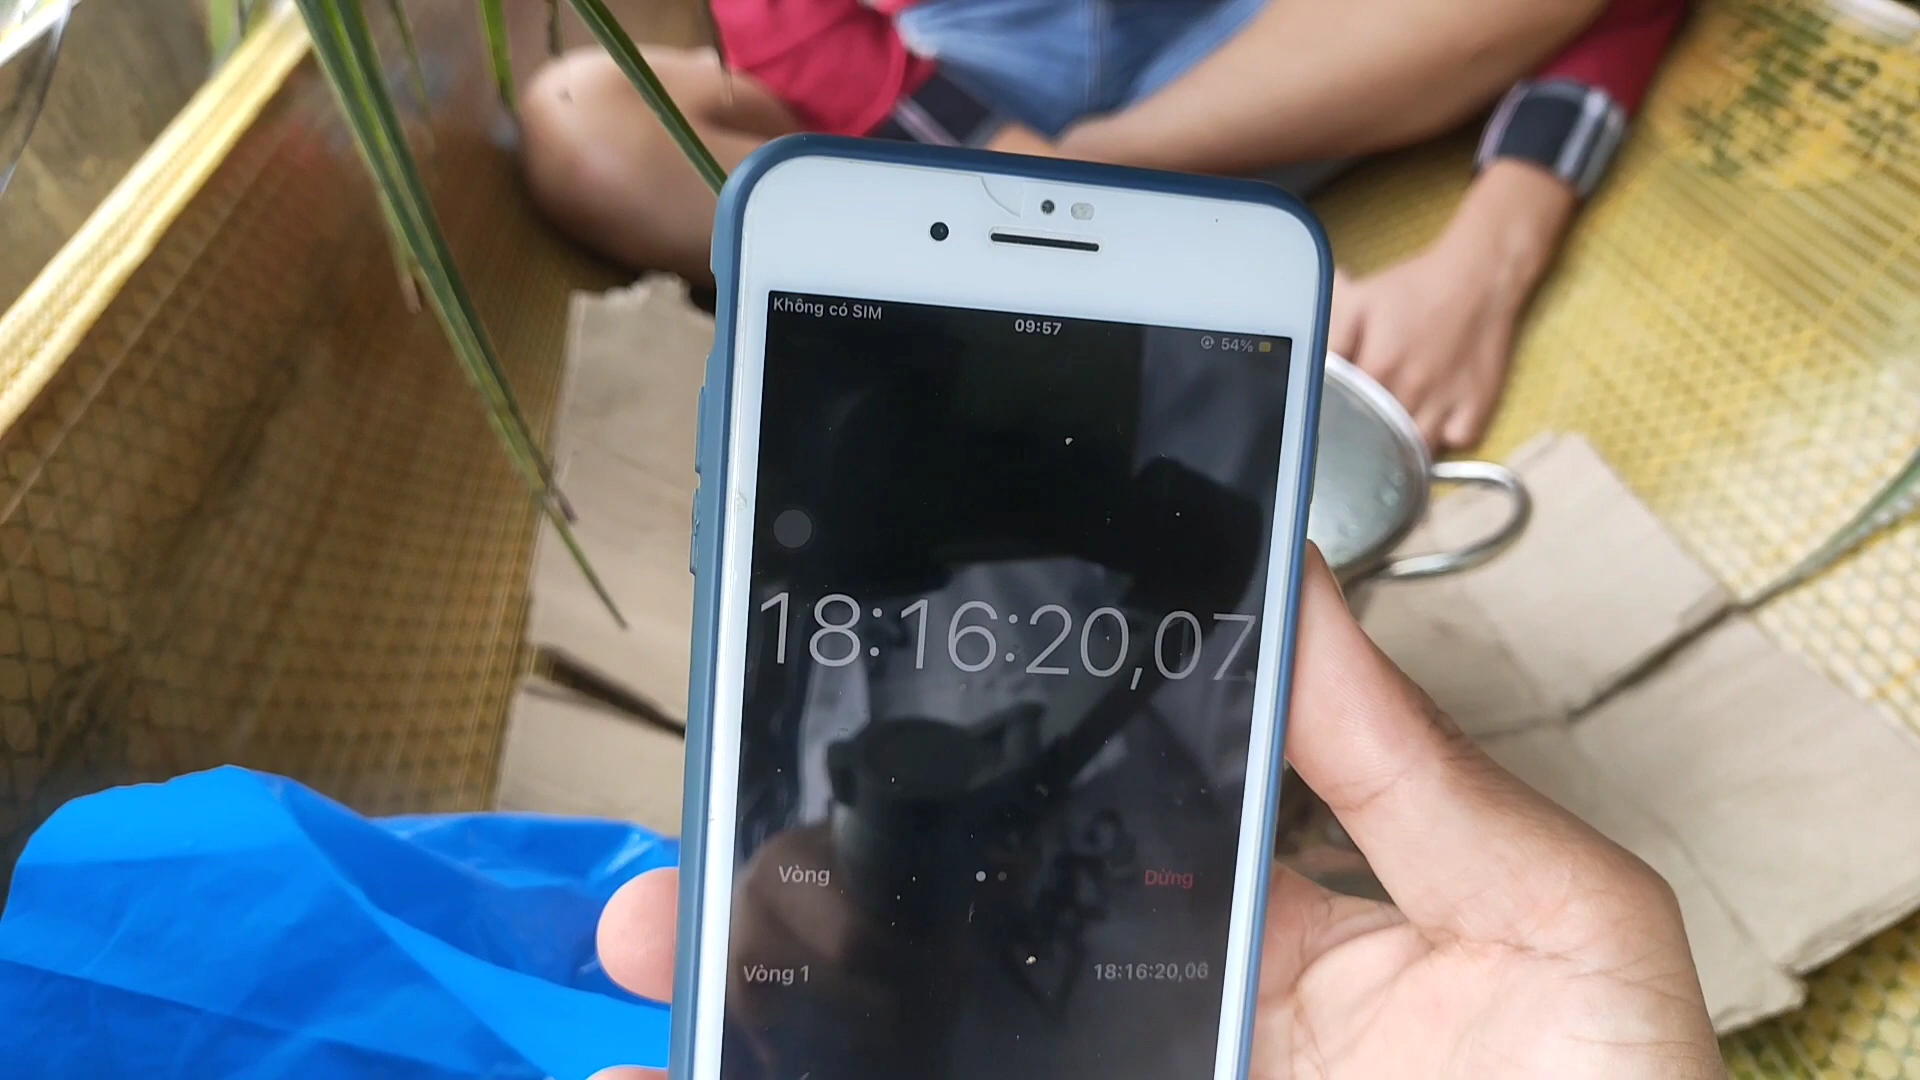 Không có SIM
09:57
54%
18:16:20,07
Vòng
Dừng
Vòng 1
18:16:20,06